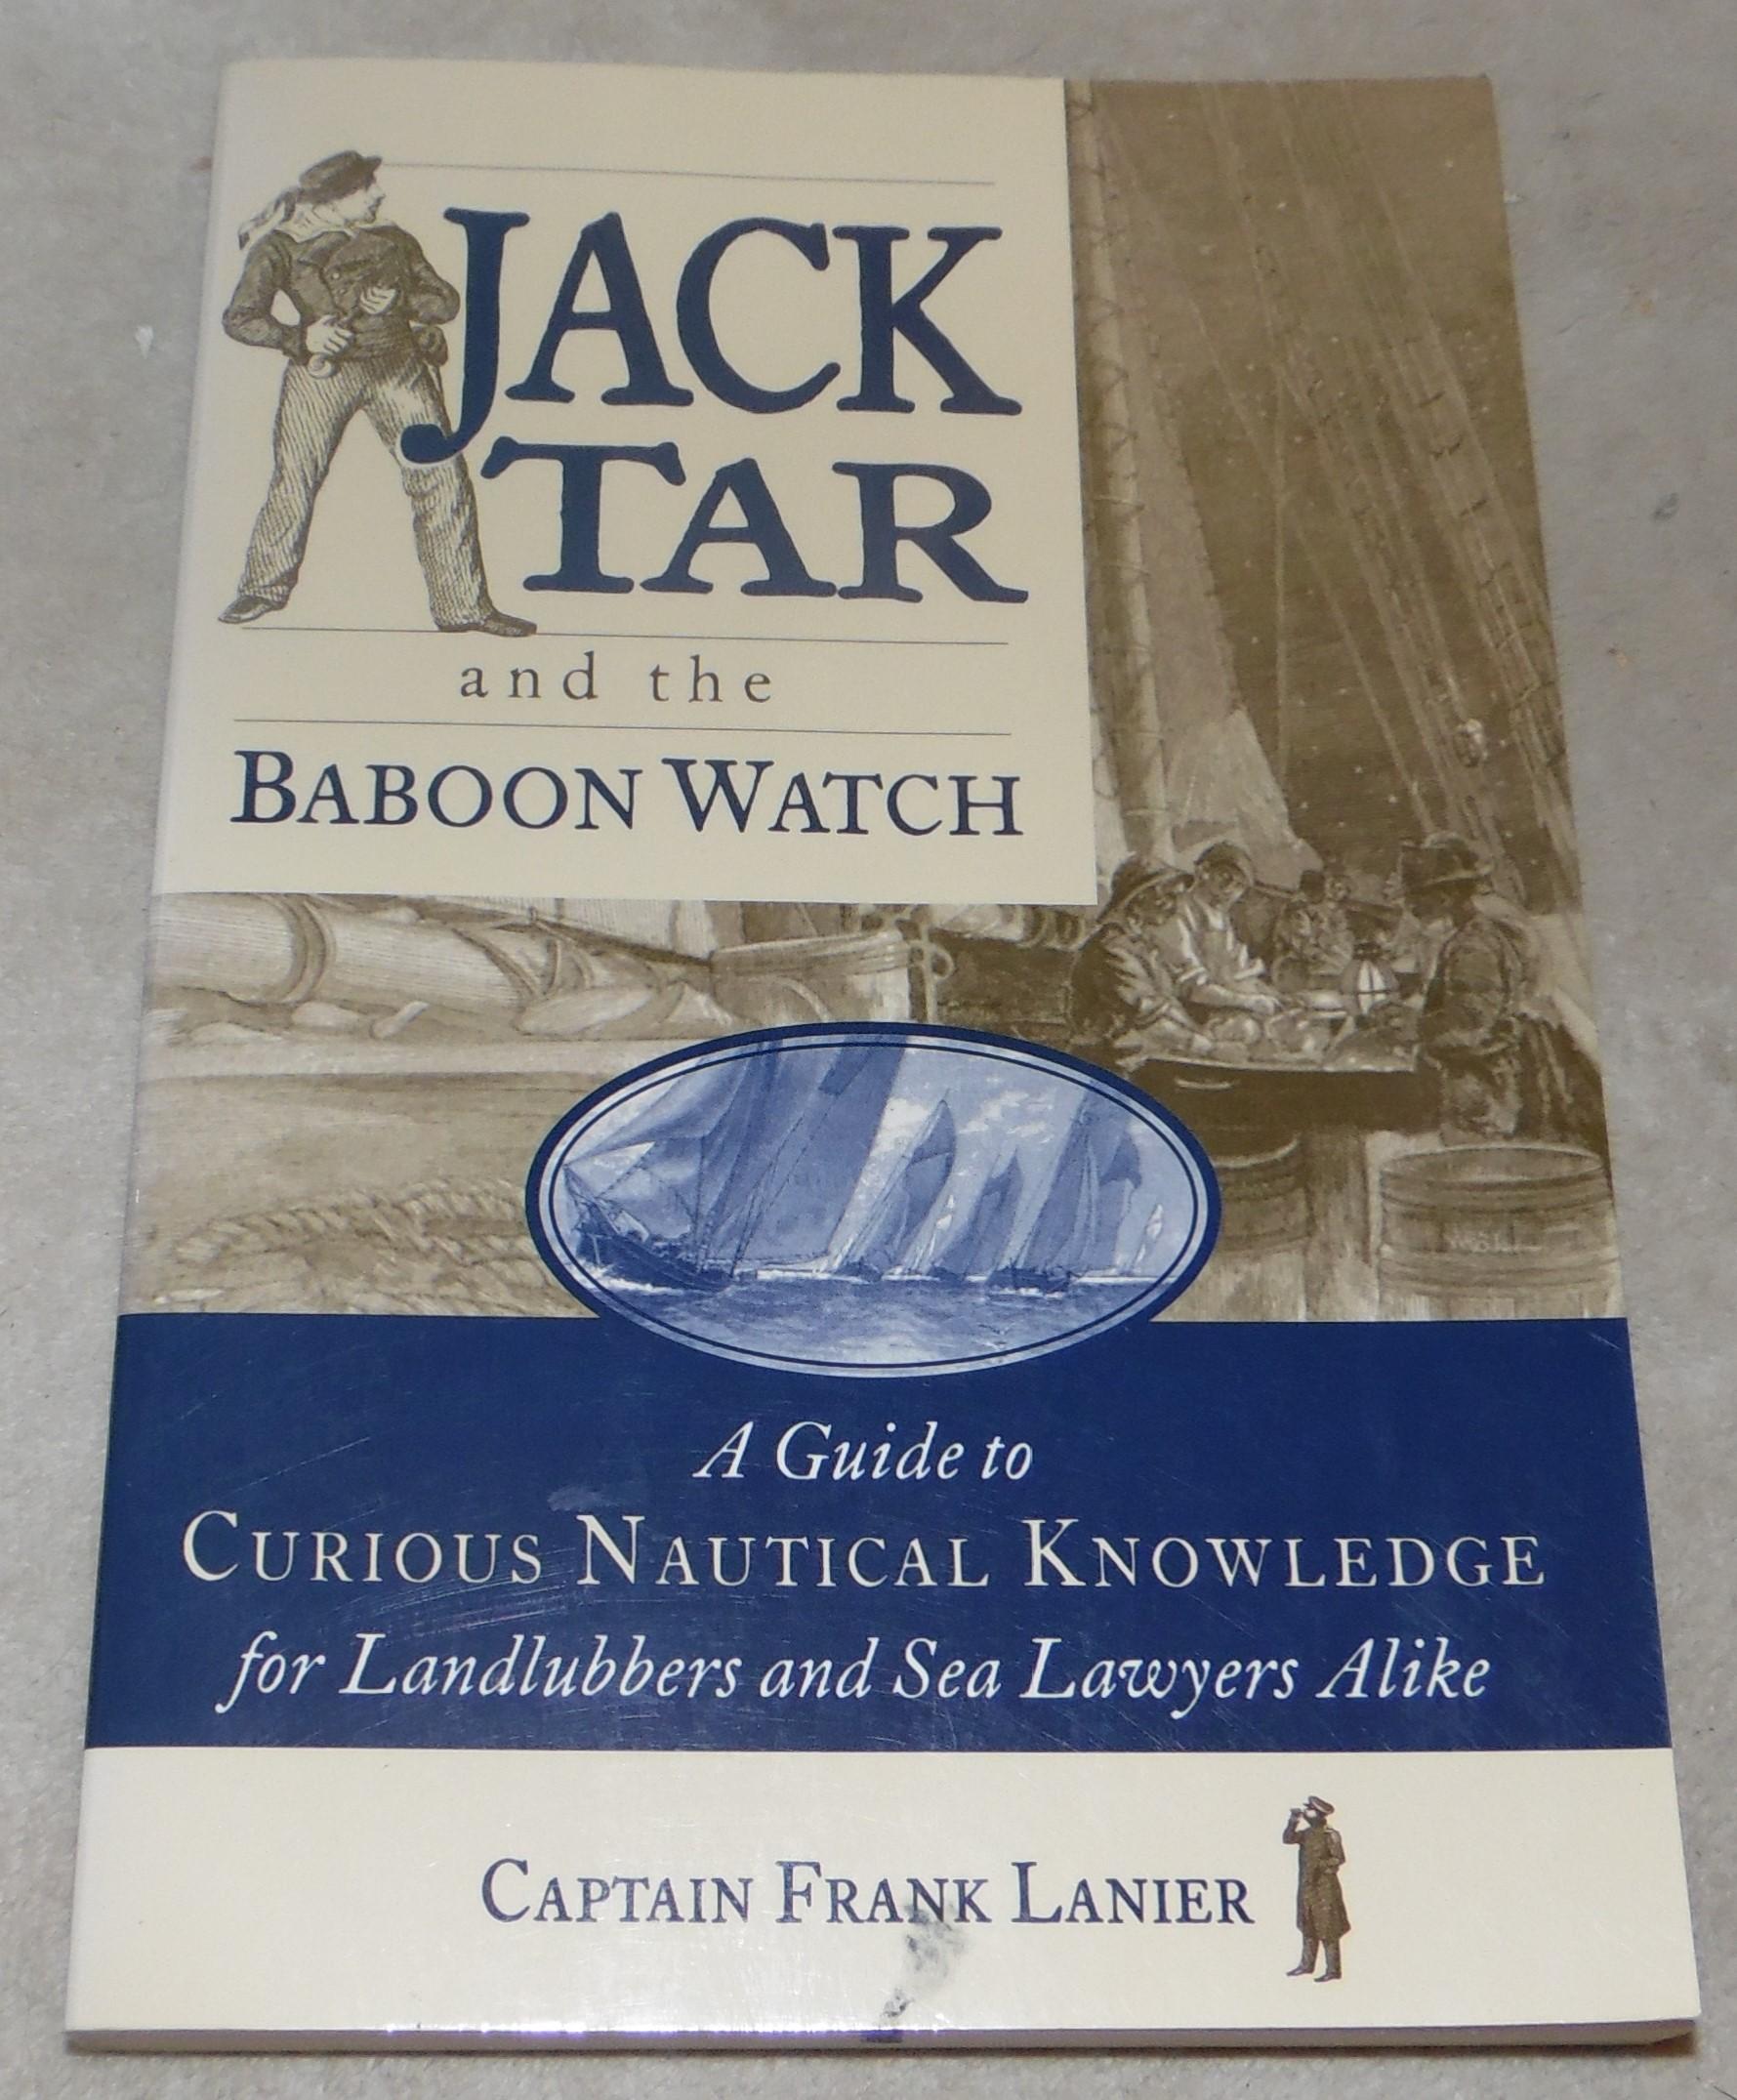 JACK
TAR
and the
BABOON WATCH
A Guide to
CURIOUS NAUTICAL KNOWLEDGE
for Landlubbers and Sea Lawyers Alike
CAPTAIN FRANK LANIER